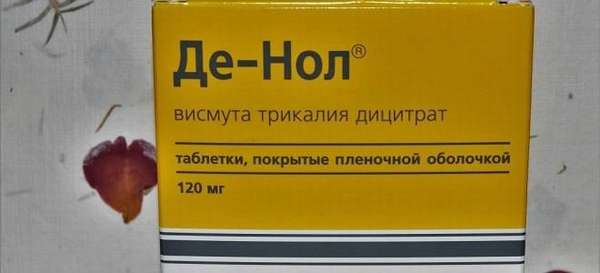 Де-Нол®
висмута трикалия дицитрат
таблетки, покрытые пленочной оболочкой
120 мг